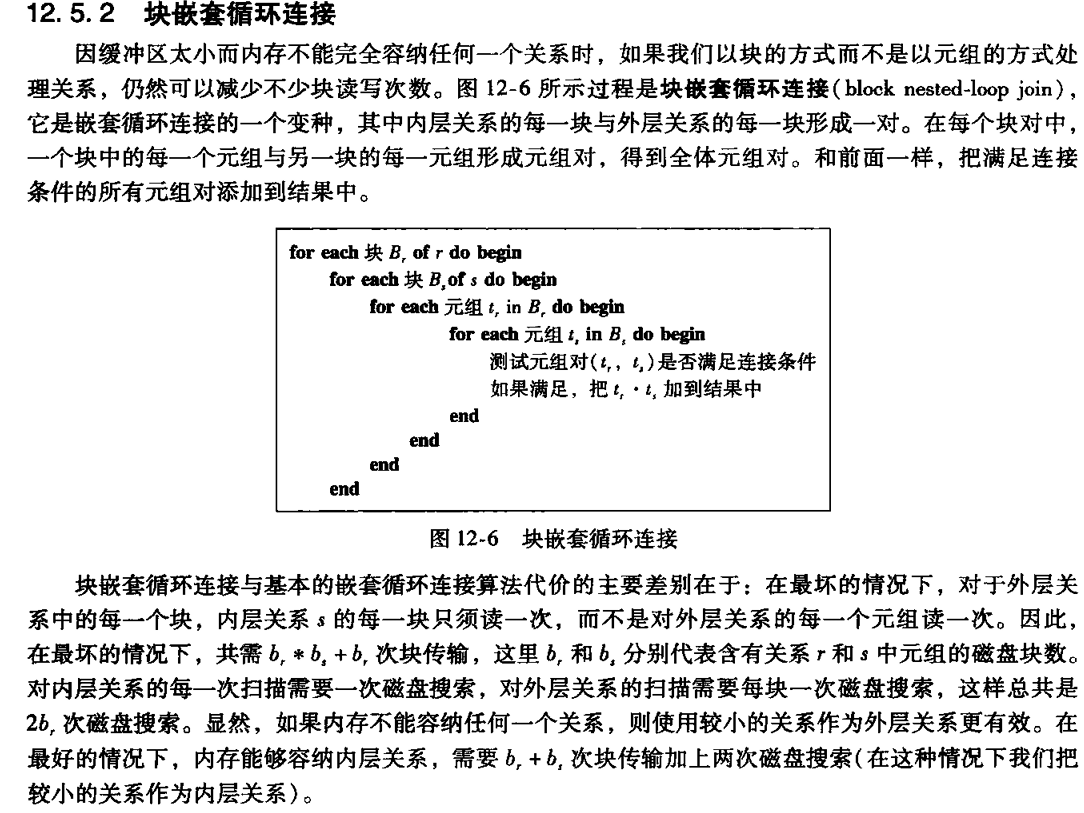 12.5.2 块嵌套循环连接
因缓冲区太小而内存不能完全容纳任何一个关系时，如果我们以块的方式而不是以元组的方式处
理关系，仍然可以减少不少块读写次数。图 12-6 所示过程是块嵌套循环连接(block nested-loop join)，
它是嵌套循环连接的一个变种，其中内层关系的每一块与外层关系的每一块形成一对。在每个块对中，
一个块中的每一个元组与另一块的每一元组形成元组对，得到全体元组对。和前面一样，把满足连接
条件的所有元组对添加到结果中。
for each 块 Bᵣ of r do begin
for each 块 Bₛ of s do begin
for each 元组 tᵣ in Bᵣ do begin
for each 元组 tₛ in Bₛ do begin
测试元组对(tᵣ，tₛ)是否满足连接条件
如果满足，把 tᵣ · tₛ 加到结果中
end
end
end
end
图 12-6 块嵌套循环连接
块嵌套循环连接与基本的嵌套循环连接算法代价的主要差别在于：在最坏的情况下，对于外层关
系中的每一个块，内层关系 s 的每一块只须读一次，而不是对外层关系的每一个元组读一次。因此，
在最坏的情况下，共需 bᵣ * bₛ + bᵣ 次块传输，这里 bᵣ 和 bₛ 分别代表含有关系 r 和 s 中元组的磁盘块数。
对内层关系的每一次扫描需要一次磁盘搜索，对外层关系的扫描需要每块一次磁盘搜索，这样总共是
2bᵣ 次磁盘搜索。显然，如果内存不能容纳任何一个关系，则使用较小的关系作为外层关系更有效。在
最好的情况下，内存能够容纳内层关系，需要 bᵣ + bₛ 次块传输加上两次磁盘搜索(在这种情况下我们把
较小的关系作为内层关系)。